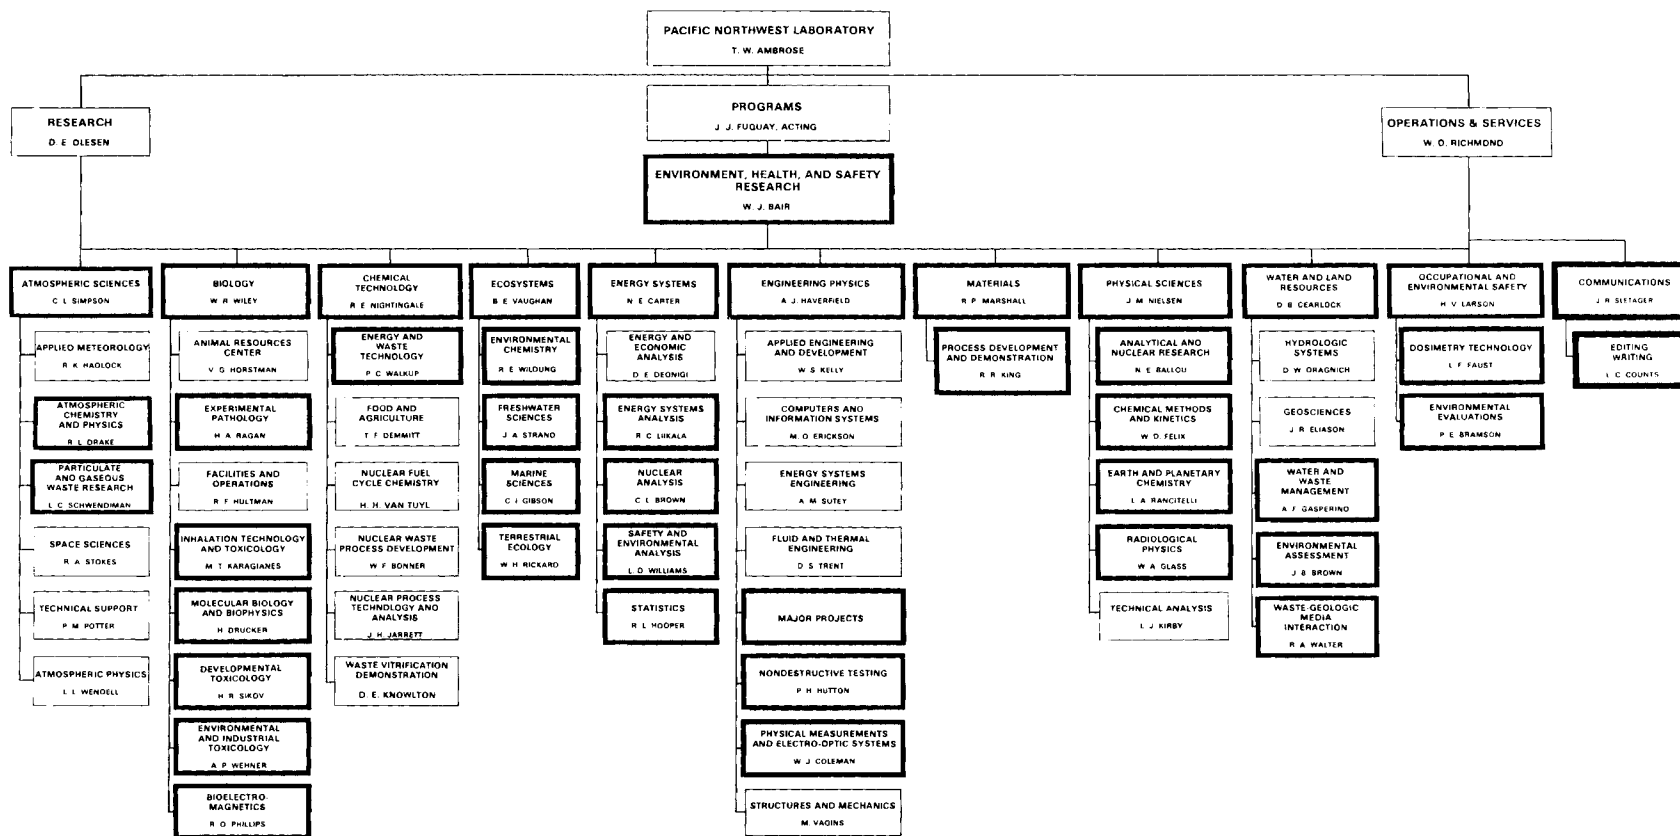 PACIFIC NORTHWEST LABORATORY
T. W. AMBROSE
RESEARCH
D. E. OLESEN
PROGRAMS
J. J. FUQUAY, ACTING
OPERATIONS & SERVICES
W. D. RICHMOND
ENVIRONMENT, HEALTH, AND SAFETY
RESEARCH
W. J. BAIR
ATMOSPHERIC SCIENCES
C. L. SIMPSON
APPLIED METEOROLOGY
R. K. HADLOCK
ATMOSPHERIC
CHEMISTRY
AND PHYSICS
R. L. DRAKE
PARTICULATE
AND GASEOUS
WASTE RESEARCH
L. C. SCHWENDIMAN
SPACE SCIENCES
R. A. STOKES
TECHNICAL SUPPORT
P. M. POTTER
ATMOSPHERIC PHYSICS
L. L. WENDELL
BIOLOGY
W. R. WILEY
ANIMAL RESOURCES
CENTER
V. G. HORSTMAN
EXPERIMENTAL
PATHOLOGY
H. A. RAGAN
FACILITIES AND
OPERATIONS
R. F. HULTMAN
INHALATION TECHNOLOGY
AND TOXICOLOGY
M. T. KARAGIANES
MOLECULAR BIOLOGY
AND BIOPHYSICS
H. DRUCKER
DEVELOPMENTAL
TOXICOLOGY
H. R. SIKOV
ENVIRONMENTAL
AND INDUSTRIAL
TOXICOLOGY
A. P. WEHNER
BIOELECTRO-
MAGNETICS
R. D. PHILLIPS
CHEMICAL
TECHNOLOGY
R. E. NIGHTINGALE
ENERGY AND
WASTE
TECHNOLOGY
P. C. WALKUP
FOOD AND
AGRICULTURE
T. F. DEMMITT
NUCLEAR FUEL
CYCLE CHEMISTRY
H. H. VAN TUYL
NUCLEAR WASTE
PROCESS DEVELOPMENT
W. F. BONNER
NUCLEAR PROCESS
TECHNOLOGY AND
ANALYSIS
J. H. JARRETT
WASTE VITRIFICATION
DEMONSTRATION
D. E. KNOWLTON
ECOSYSTEMS
B. E. VAUGHAN
ENVIRONMENTAL
CHEMISTRY
R. E. WILDUNG
FRESHWATER
SCIENCES
J. A. STRAND
MARINE
SCIENCES
C. I. GIBSON
TERRESTRIAL
ECOLOGY
W. H. RICKARD
ENERGY SYSTEMS
N. E. CARTER
ENERGY AND
ECONOMIC
ANALYSIS
D. E. DEONIGI
ENERGY SYSTEMS
ANALYSIS
R. C. LIIKALA
NUCLEAR
ANALYSIS
C. L. BROWN
SAFETY AND
ENVIRONMENTAL
ANALYSIS
L. D. WILLIAMS
STATISTICS
R. L. HOOPER
ENGINEERING PHYSICS
A. J. HAVERFIELD
APPLIED ENGINEERING
AND DEVELOPMENT
W. S. KELLY
COMPUTERS AND
INFORMATION SYSTEMS
M. O. ERICKSON
ENERGY SYSTEMS
ENGINEERING
A. M. SUTEY
FLUID AND THERMAL
ENGINEERING
D. S. TRENT
MAJOR PROJECTS
NONDESTRUCTIVE TESTING
P. H. HUTTON
PHYSICAL MEASUREMENTS
AND ELECTRO-OPTIC SYSTEMS
W. J. COLEMAN
STRUCTURES AND MECHANICS
M. VAGINS
MATERIALS
R. P. MARSHALL
PROCESS DEVELOPMENT
AND DEMONSTRATION
R. R. KING
PHYSICAL SCIENCES
J. M. NIELSEN
ANALYTICAL AND
NUCLEAR RESEARCH
N. E. BALLOU
CHEMICAL METHODS
AND KINETICS
W. D. FELIX
EARTH AND PLANETARY
CHEMISTRY
L. A. RANCITELLI
RADIOLOGICAL
PHYSICS
W. A. GLASS
TECHNICAL ANALYSIS
L. J. KIRBY
WATER AND LAND
RESOURCES
D. B. CEARLOCK
HYDROLOGIC
SYSTEMS
D. W. DRAGNICH
GEOSCIENCES
J. R. ELIASON
WATER AND
WASTE
MANAGEMENT
A. F. GASPERINO
ENVIRONMENTAL
ASSESSMENT
J. B. BROWN
WASTE-GEOLOGIC
MEDIA
INTERACTION
R. A. WALTER
OCCUPATIONAL AND
ENVIRONMENTAL SAFETY
H. V. LARSON
DOSIMETRY TECHNOLOGY
L. F. FAUST
ENVIRONMENTAL
EVALUATIONS
P. E. BRAMSON
COMMUNICATIONS
J. R. SLETAGER
EDITING
WRITING
L. C. COUNTS